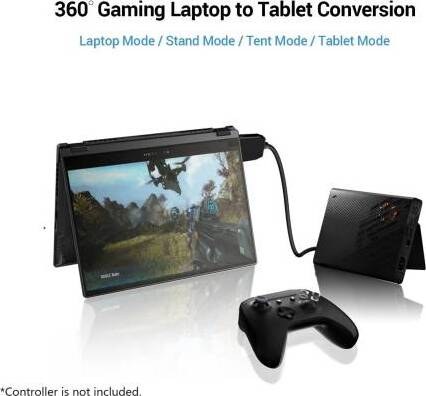 360° Gaming Laptop to Tablet Conversion
Laptop Mode / Stand Mode / Tent Mode / Tablet Mode
*Controller is not included.